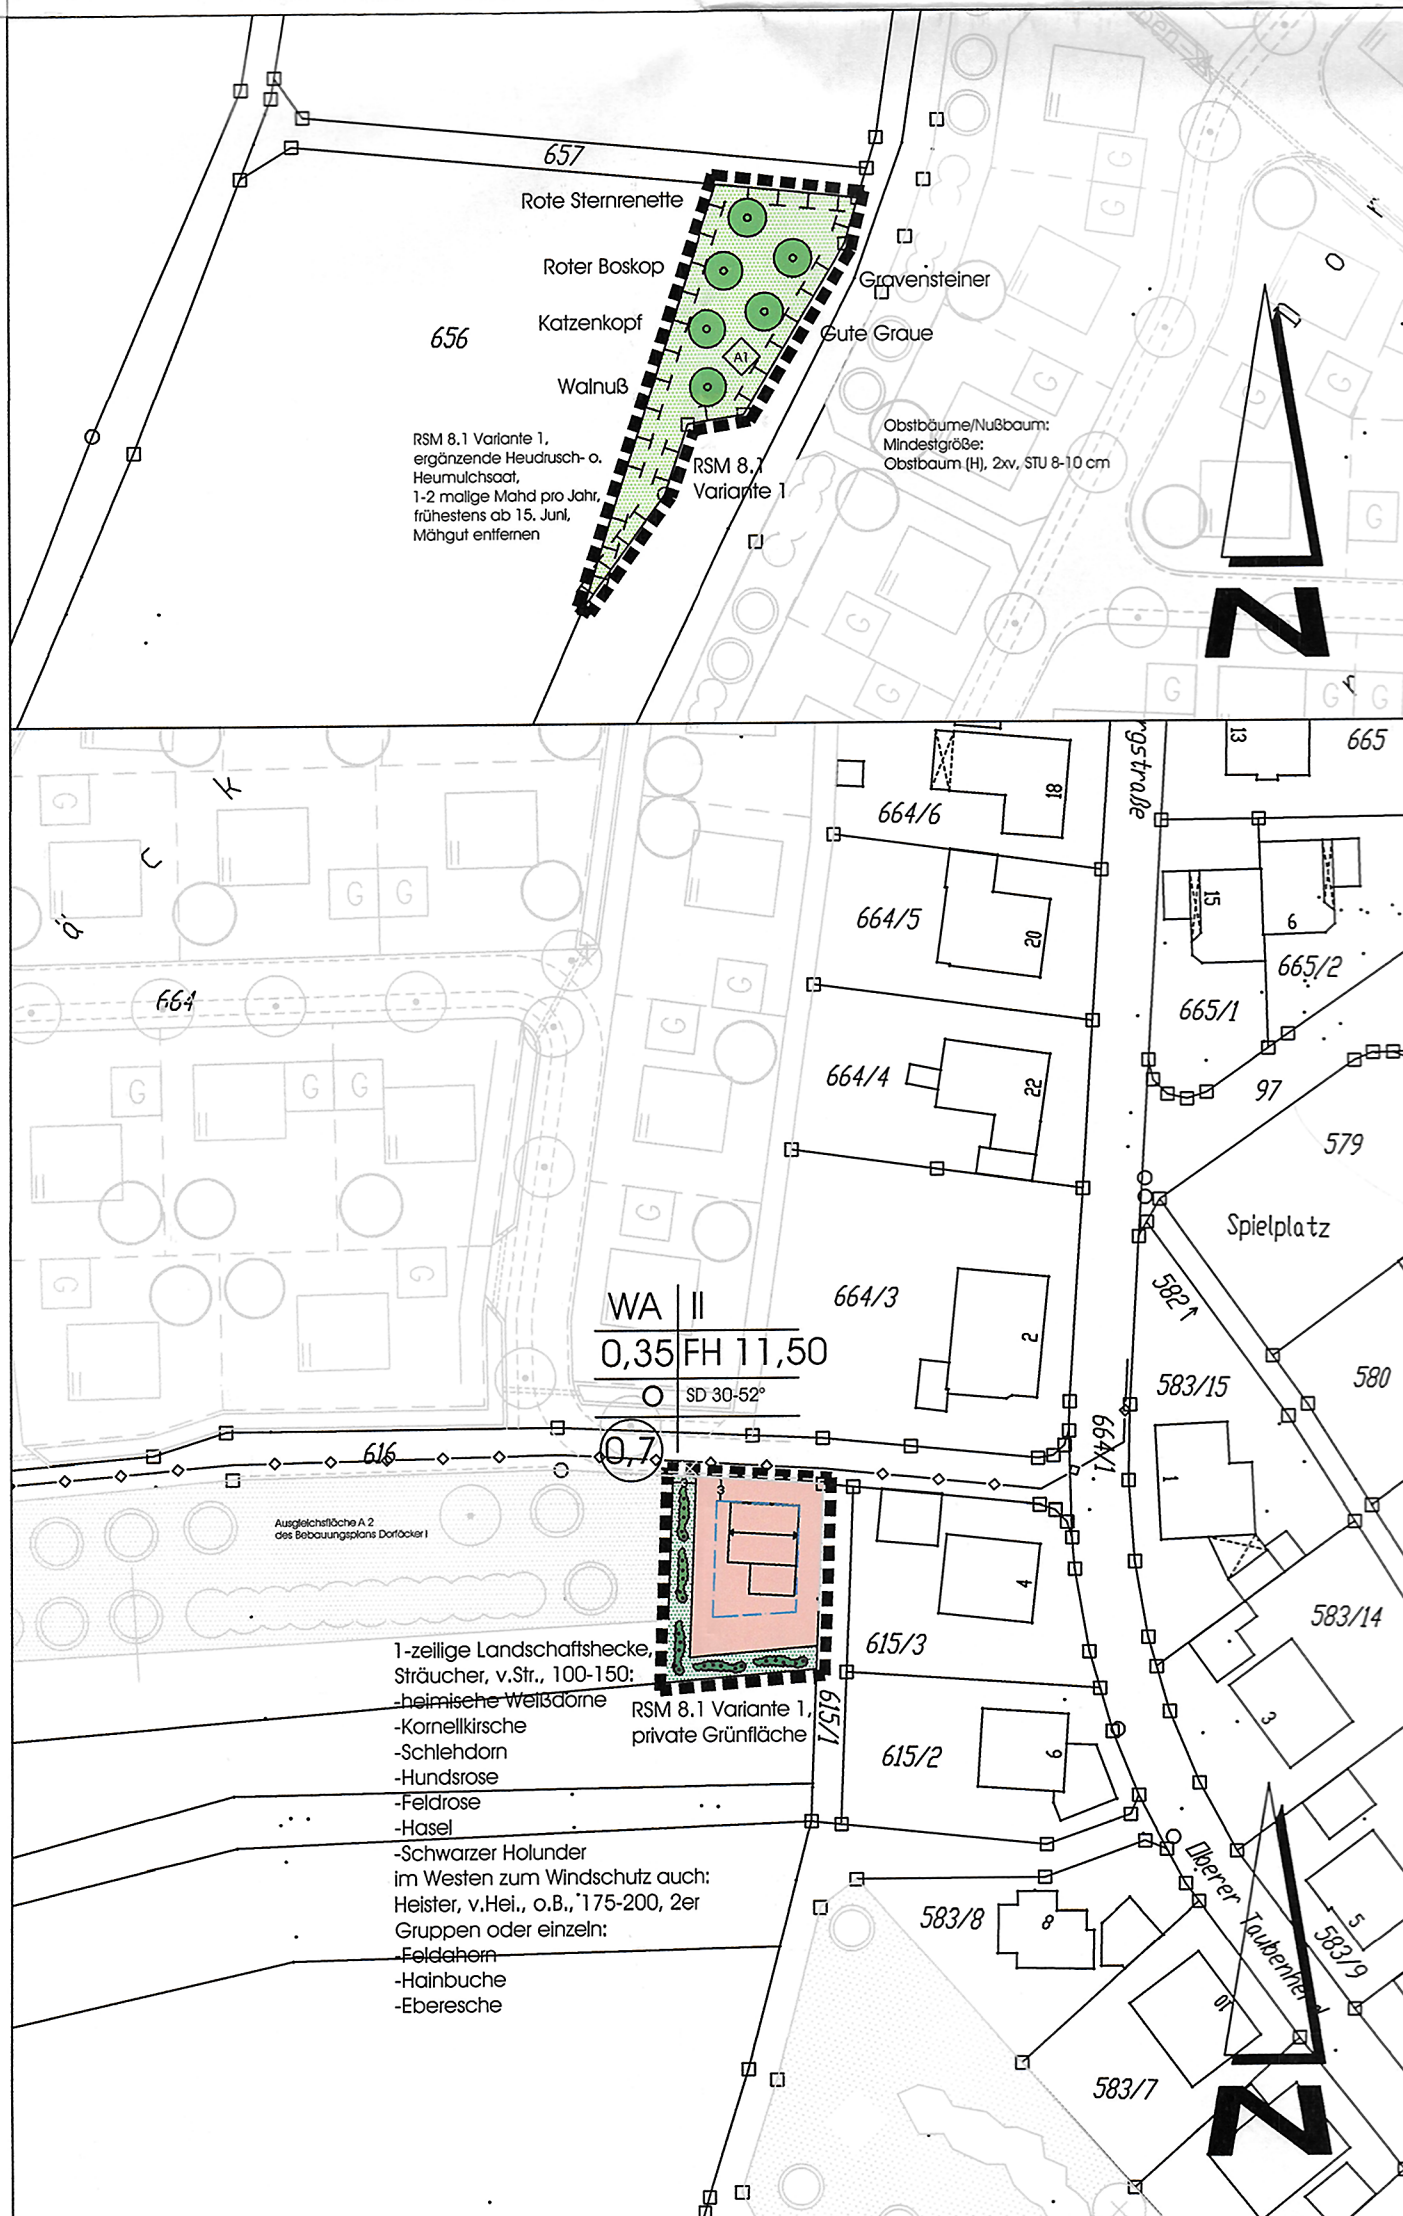 657
Rote Sternrenette
Roter Boskop
Gravensteiner
Katzenkopf
Gute Graue
656
A1
Walnuß
RSM 8.1 Variante 1,
ergänzende Heudrusch- o.
Heumulchsaat,
1-2 malige Mahd pro Jahr,
frühestens ab 15. Juni,
Mähgut entfernen
RSM 8.1
Variante 1
Obstbäume/Nußbaum:
Mindestgröße:
Obstbaum (H), 2xv, STU 8-10 cm
D
o
r
G
G
G
G
G
G
G
G
G
G
N
rgstraße
13
665
664/6
18
k
c
ä
G
G
G
664/5
20
15
6
665/2
665/1
664
G
G
G
G
G
664/4
22
97
579
Spielplatz
G
G
G
582
664/3
2
583/15
580
WA II
0,35 FH 11,50
o SD 30-52°
0,7
616
664/1
1
Ausgleichsfläche A 2
des Bebauungsplans Dorfäcker I
3
3
4
583/14
615/3
1-zeilige Landschaftshecke,
Sträucher, v.Str., 100-150:
-heimische Weißdorne
-Kornellkirsche
-Schlehdorn
-Hundsrose
-Feldrose
-Hasel
-Schwarzer Holunder
im Westen zum Windschutz auch:
Heister, v.Hei., o.B., 175-200, 2er
Gruppen oder einzeln:
-Feldahorn
-Hainbuche
-Eberesche
RSM 8.1 Variante 1,
private Grünfläche
615/1
615/2
6
3
Oberer Taubenherd
583/8
8
5
583/9
10
583/7
N